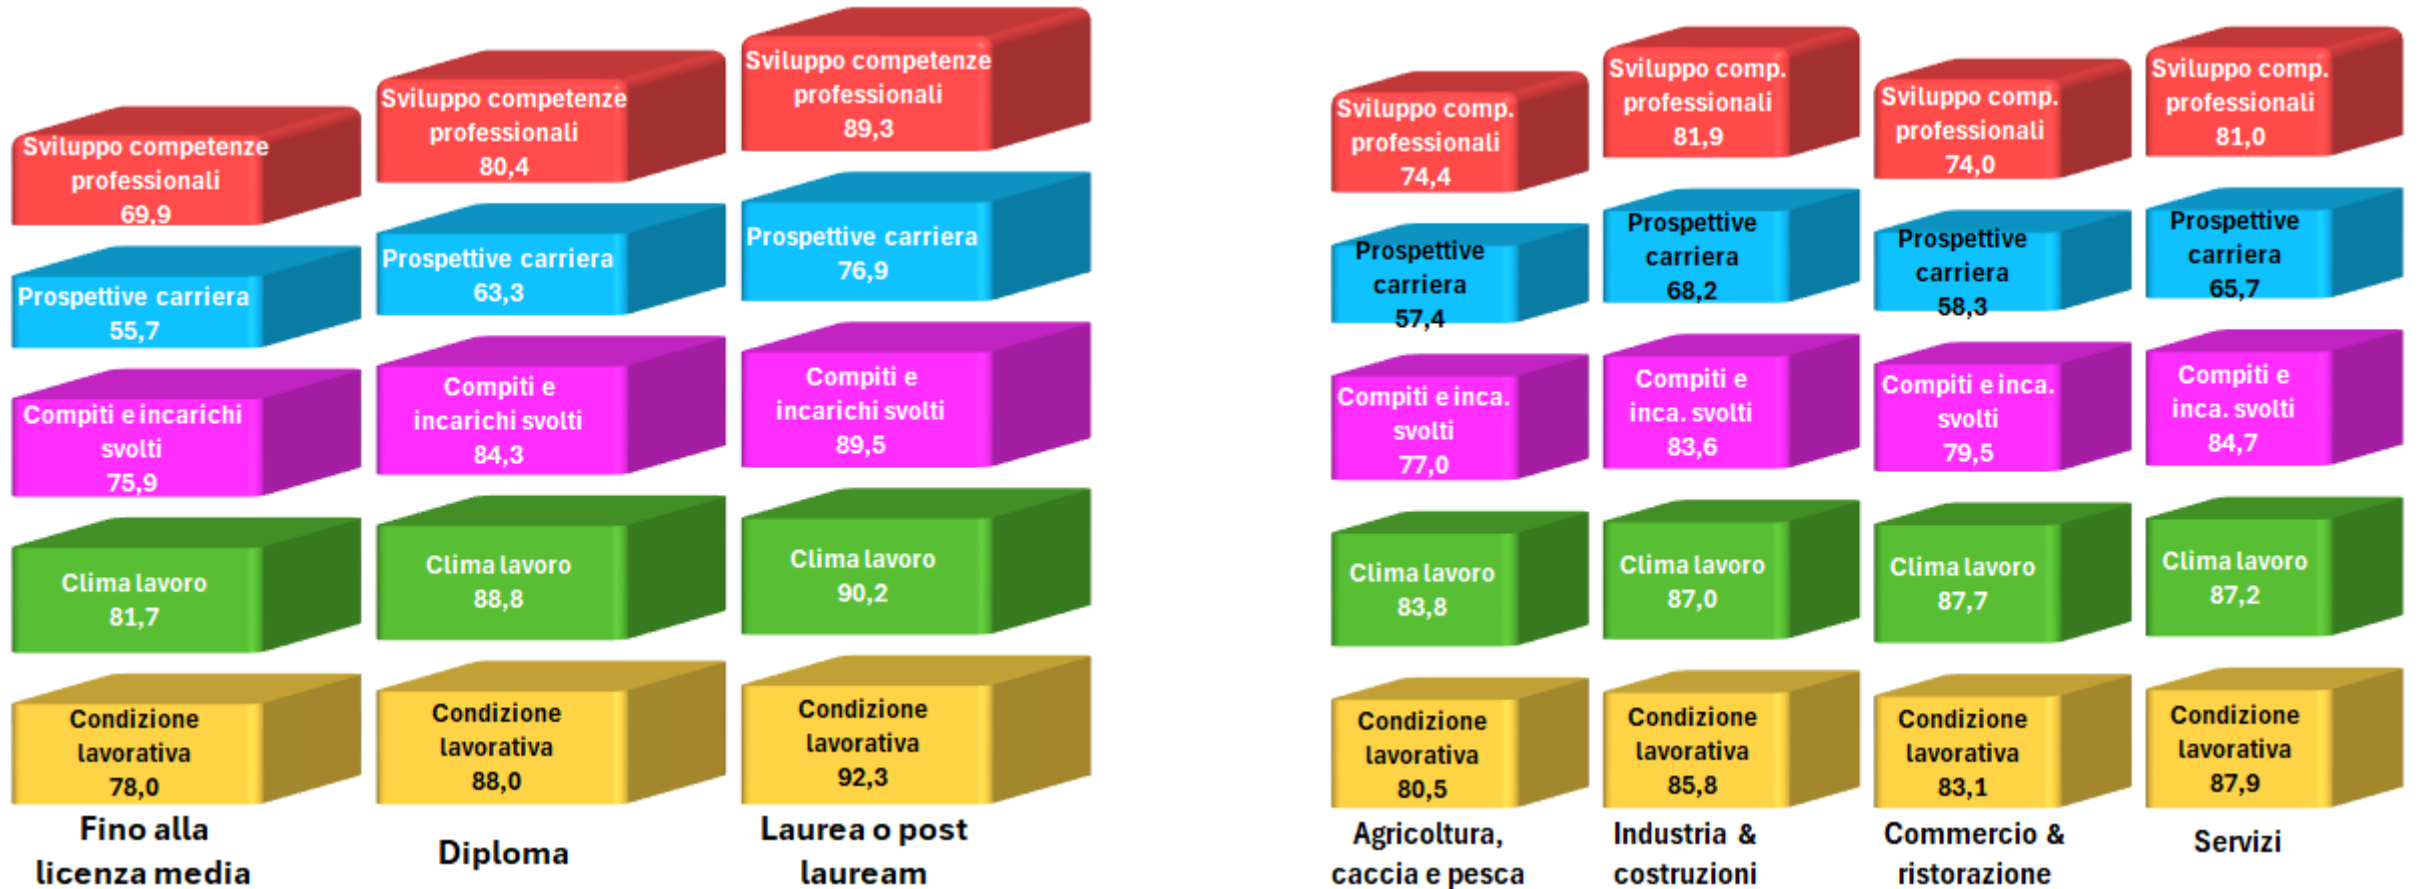 Sviluppo competenze
professionali
69,9
Prospettive carriera
55,7
Compiti e incarichi
svolti
75,9
Clima lavoro
81,7
Condizione
lavorativa
78,0
Fino alla
licenza media
Sviluppo competenze
professionali
80,4
Prospettive carriera
63,3
Compiti e
incarichi svolti
84,3
Clima lavoro
88,8
Condizione
lavorativa
88,0
Diploma
Sviluppo competenze
professionali
89,3
Prospettive carriera
76,9
Compiti e
incarichi svolti
89,5
Clima lavoro
90,2
Condizione
lavorativa
92,3
Laurea o post
lauream
Sviluppo comp.
professionali
74,4
Prospettive
carriera
57,4
Compiti e inca.
svolti
77,0
Clima lavoro
83,8
Condizione
lavorativa
80,5
Agricoltura,
caccia e pesca
Sviluppo comp.
professionali
81,9
Prospettive
carriera
68,2
Compiti e
inca. svolti
83,6
Clima lavoro
87,0
Condizione
lavorativa
85,8
Industria &
costruzioni
Sviluppo comp.
professionali
74,0
Prospettive
carriera
58,3
Compiti e inca.
svolti
79,5
Clima lavoro
87,7
Condizione
lavorativa
83,1
Commercio &
ristorazione
Sviluppo comp.
professionali
81,0
Prospettive
carriera
65,7
Compiti e
inca. svolti
84,7
Clima lavoro
87,2
Condizione
lavorativa
87,9
Servizi